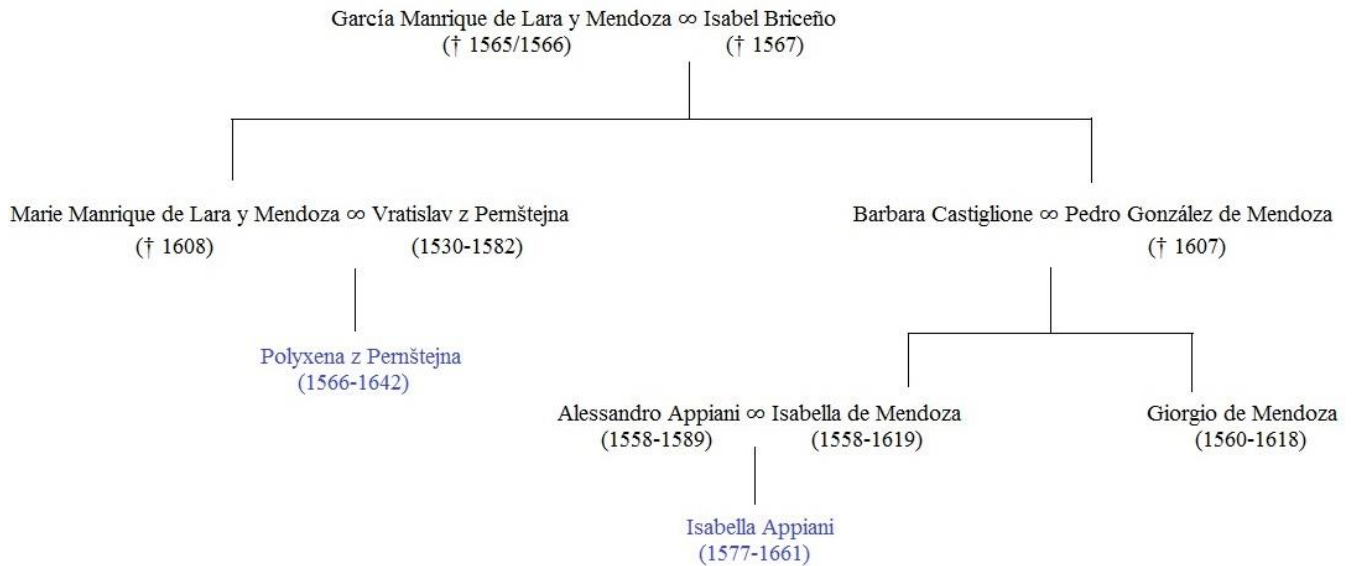 García Manrique de Lara y Mendoza ∞ Isabel Briceño
(† 1565/1566) († 1567)
Marie Manrique de Lara y Mendoza ∞ Vratislav z Pernštejna
(† 1608) (1530-1582)
Barbara Castiglione ∞ Pedro González de Mendoza
(† 1607)
Polyxena z Pernštejna
(1566-1642)
Alessandro Appiani ∞ Isabella de Mendoza
(1558-1589) (1558-1619)
Giorgio de Mendoza
(1560-1618)
Isabella Appiani
(1577-1661)